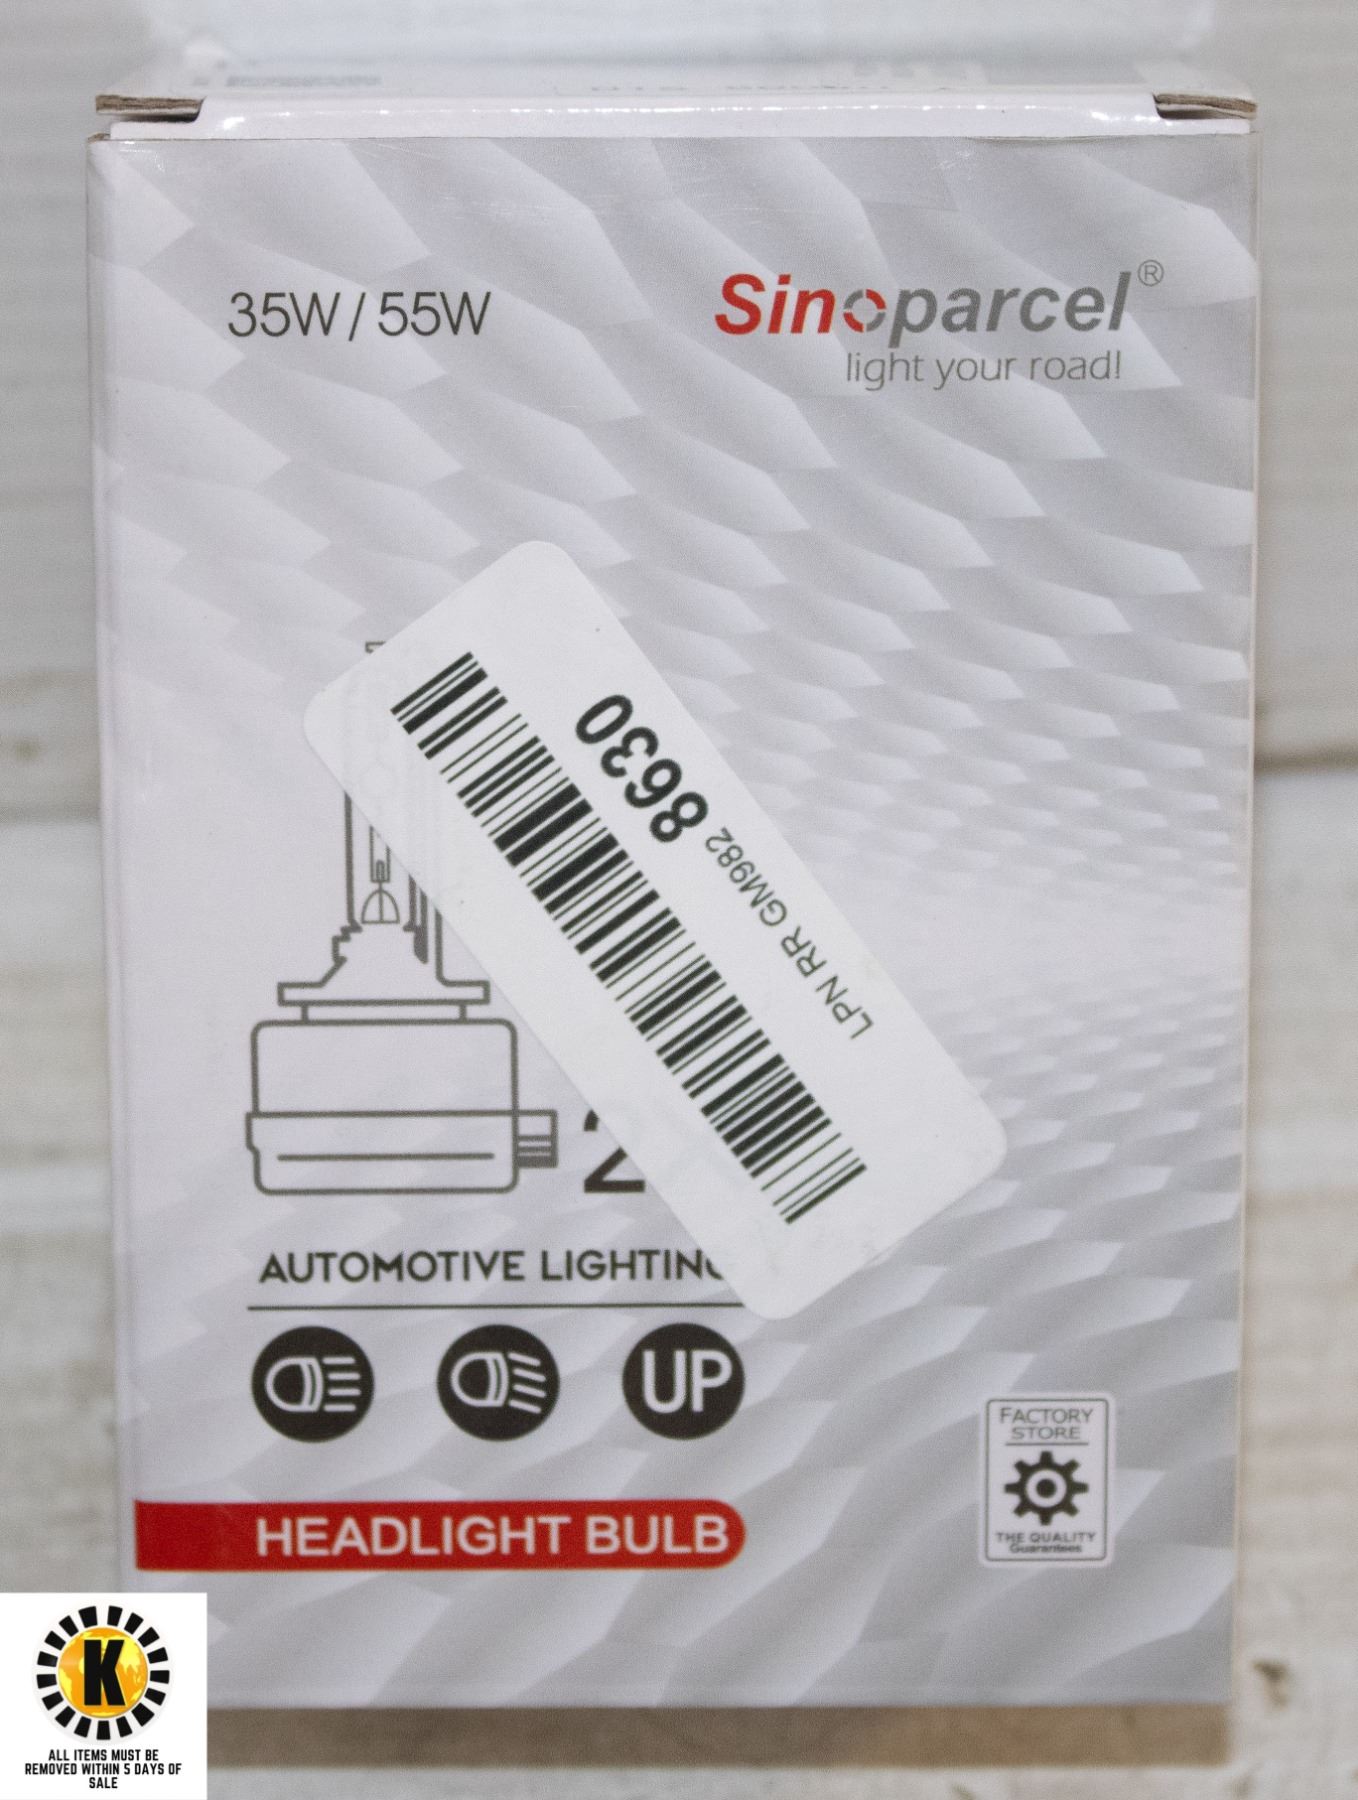 35W / 55W
Sinoparcel®
light your road!
LPN RR GM982 8630
2
AUTOMOTIVE LIGHTING
UP
HEADLIGHT BULB
FACTORY
STORE
THE QUALITY
Guarantees
K
ALL ITEMS MUST BE
REMOVED WITHIN 5 DAYS OF
SALE